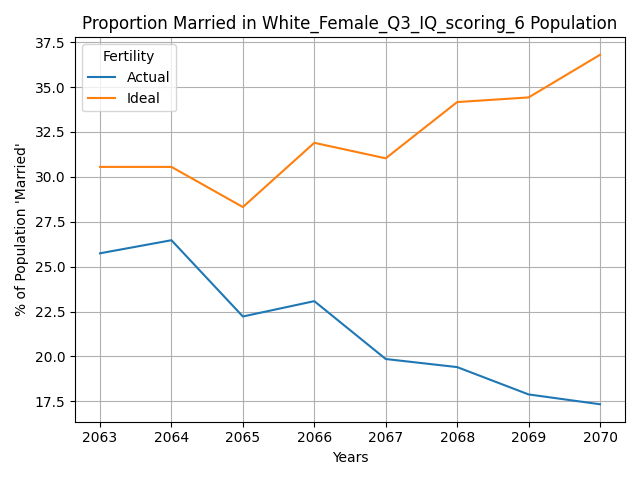 Proportion Married in White_Female_Q3_IQ_scoring_6 Population
37.5
35.0
32.5
30.0
27.5
25.0
22.5
20.0
17.5
% of Population 'Married'
Fertility
Actual
Ideal
2063 2064 2065 2066 2067 2068 2069 2070
Years